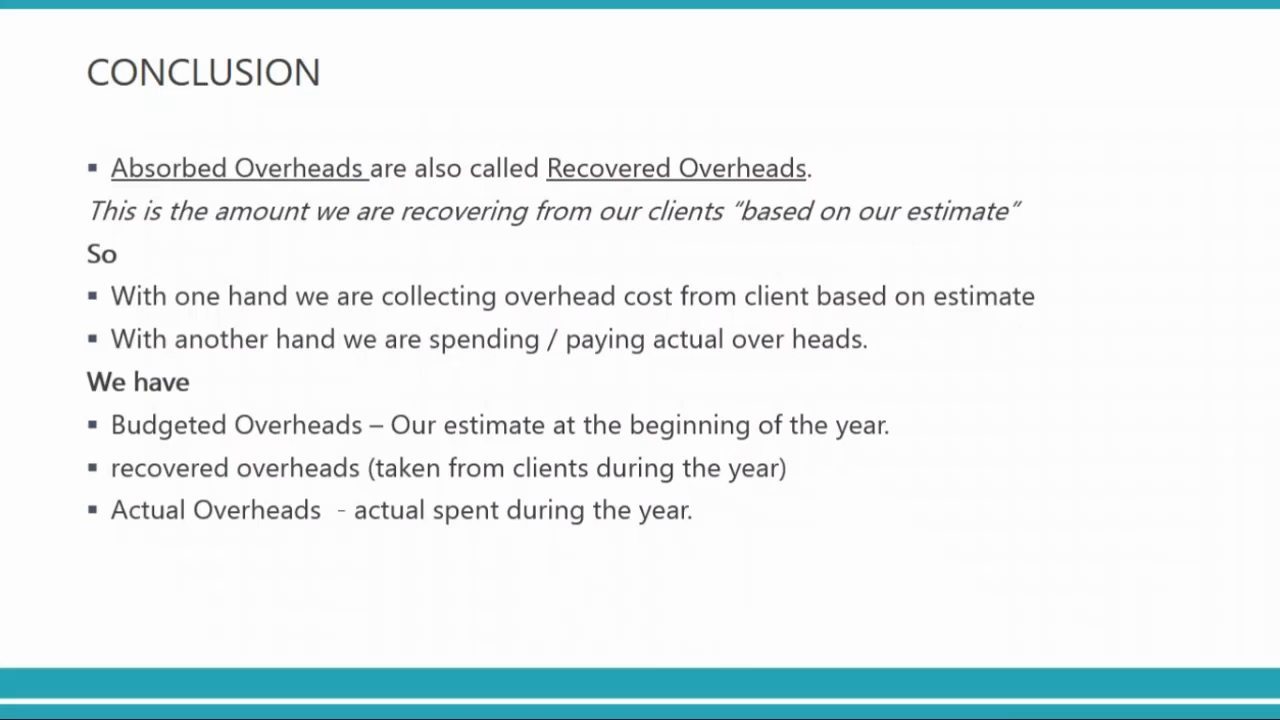 CONCLUSION
▪ Absorbed Overheads are also called Recovered Overheads.
This is the amount we are recovering from our clients “based on our estimate”
So
▪ With one hand we are collecting overhead cost from client based on estimate
▪ With another hand we are spending / paying actual over heads.
We have
▪ Budgeted Overheads – Our estimate at the beginning of the year.
▪ recovered overheads (taken from clients during the year)
▪ Actual Overheads - actual spent during the year.